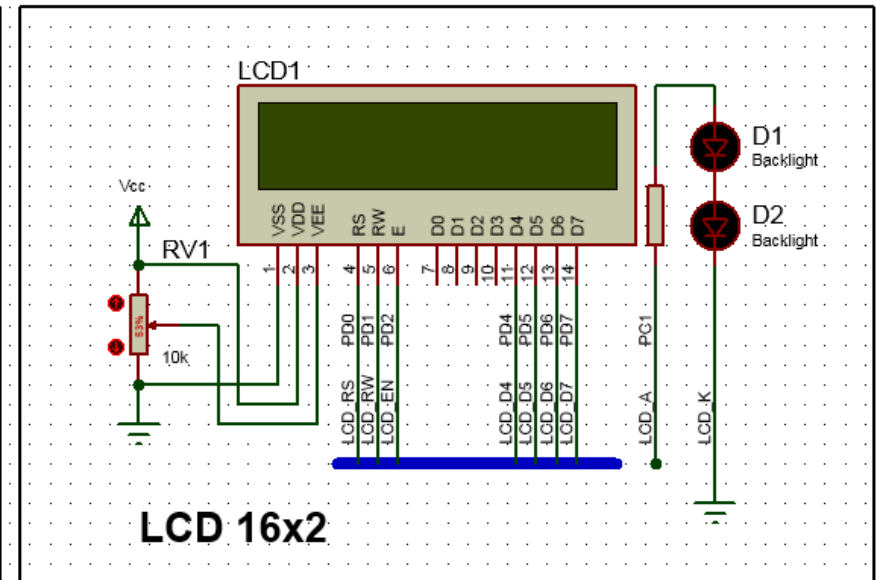 LCD1
D1
Backlight
D2
Backlight
Vcc
RV1
53%
10k
VSS
VDD
VEE
RS
RW
E
D0
D1
D2
D3
D4
D5
D6
D7
1
2
3
4
5
6
7
8
9
10
11
12
13
14
PD0
PD1
PD2
PD4
PD5
PD6
PD7
PC1
LCD_RS
LCD_RW
LCD_EN
LCD_D4
LCD_D5
LCD_D6
LCD_D7
LCD_A
LCD_K
LCD 16x2